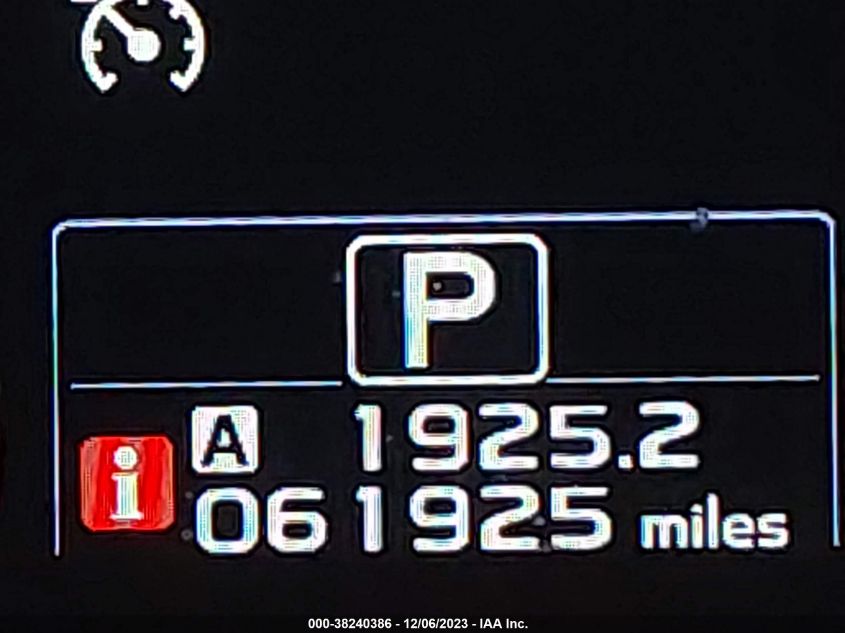 P
A 1925.2
i 061925 miles
000-38240386 - 12/06/2023 - IAA Inc.